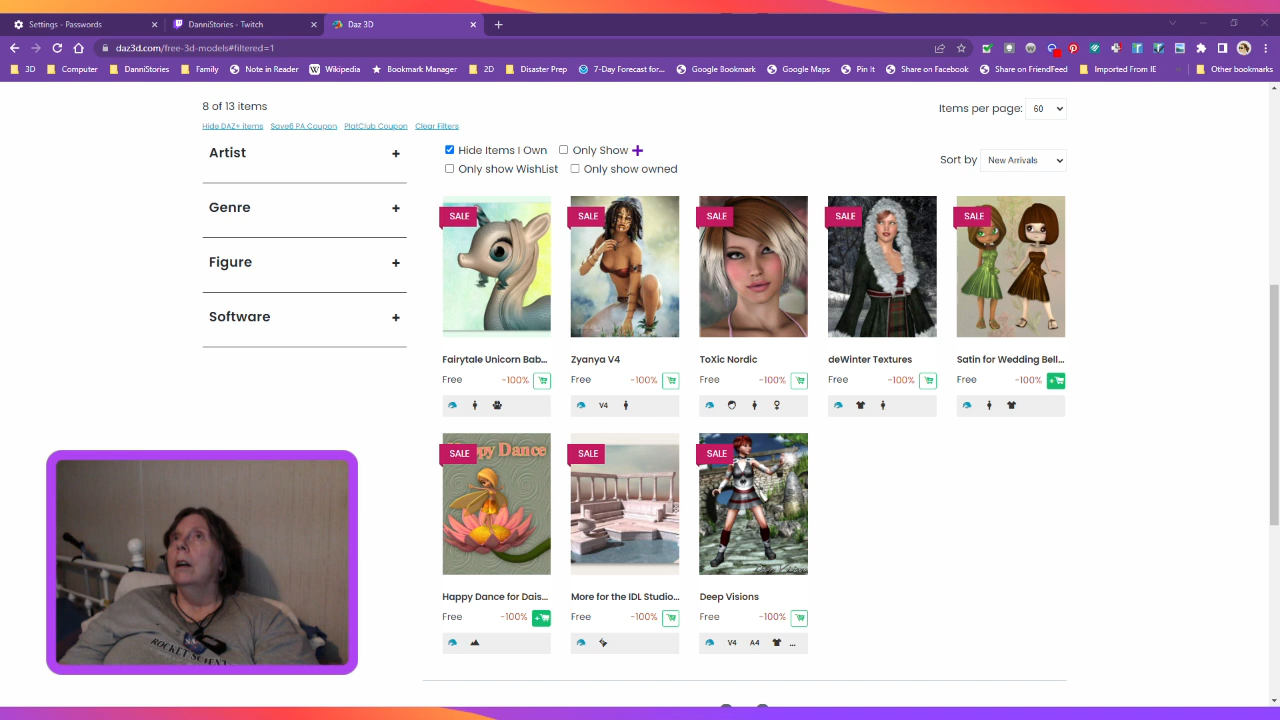 Settings - Passwords
DanniStories - Twitch
Daz 3D
daz3d.com/free-3d-models#filtered=1
3D
Computer
DanniStories
Family
Note in Reader
Wikipedia
Bookmark Manager
2D
Disaster Prep
7-Day Forecast for...
Google Bookmark
Google Maps
Pin It
Share on Facebook
Share on FriendFeed
Imported From IE
Other bookmarks
8 of 13 items
Items per page: 60
Hide DAZ+ items Save6 PA Coupon PlatClub Coupon Clear Filters
Artist
Genre
Figure
Software
Hide Items I Own Only Show
Only show WishList Only show owned
Sort by New Arrivals
SALE
SALE
SALE
SALE
SALE
Fairytale Unicorn Bab...
Zyanya V4
ToXic Nordic
deWinter Textures
Satin for Wedding Bell...
Free -100%
Free -100%
Free -100%
Free -100%
Free -100%
V4
SALE
SALE
SALE
ppy Dance
Happy Dance for Dais...
More for the IDL Studio...
Deep Visions
Free -100%
Free -100%
Free -100%
V4 A4 ...
ROCKET SCIEN